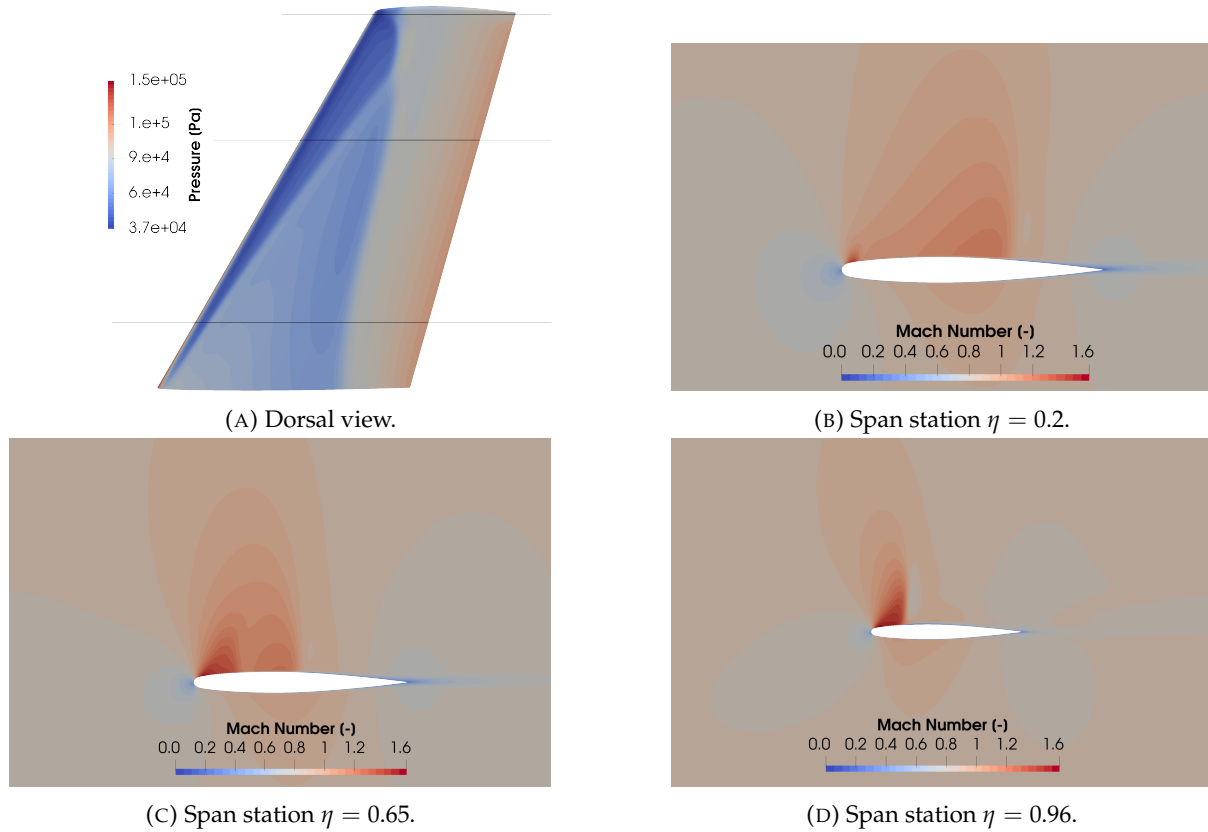 1.5e+05
1e+5
9e+4
6e+4
3.7e+04
Pressure (Pa)
(A) Dorsal view.
Mach Number (-)
0.0 0.2 0.4 0.6 0.8 1 1.2 1.6
(B) Span station η = 0.2.
Mach Number (-)
0.0 0.2 0.4 0.6 0.8 1 1.2 1.6
(C) Span station η = 0.65.
Mach Number (-)
0.0 0.2 0.4 0.6 0.8 1 1.2 1.6
(D) Span station η = 0.96.